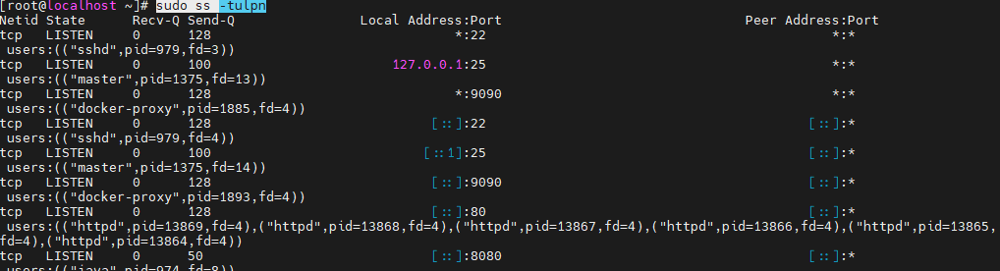 [root@localhost ~]# sudo ss -tulpn
Netid State Recv-Q Send-Q Local Address:Port Peer Address:Port
tcp LISTEN 0 128 *:22 *:*
users:(("sshd",pid=979,fd=3))
tcp LISTEN 0 100 127.0.0.1:25 *:*
users:(("master",pid=1375,fd=13))
tcp LISTEN 0 128 *:9090 *:*
users:(("docker-proxy",pid=1885,fd=4))
tcp LISTEN 0 128 [::]:22 [::]:*
users:(("sshd",pid=979,fd=4))
tcp LISTEN 0 100 [::1]:25 [::]:*
users:(("master",pid=1375,fd=14))
tcp LISTEN 0 128 [::]:9090 [::]:*
users:(("docker-proxy",pid=1893,fd=4))
tcp LISTEN 0 128 [::]:80 [::]:*
users:(("httpd",pid=13869,fd=4),("httpd",pid=13868,fd=4),("httpd",pid=13867,fd=4),("httpd",pid=13866,fd=4),("httpd",pid=13865,
fd=4),("httpd",pid=13864,fd=4))
tcp LISTEN 0 50 [::]:8080 [::]:*
users:(("java",pid=974,fd=8))